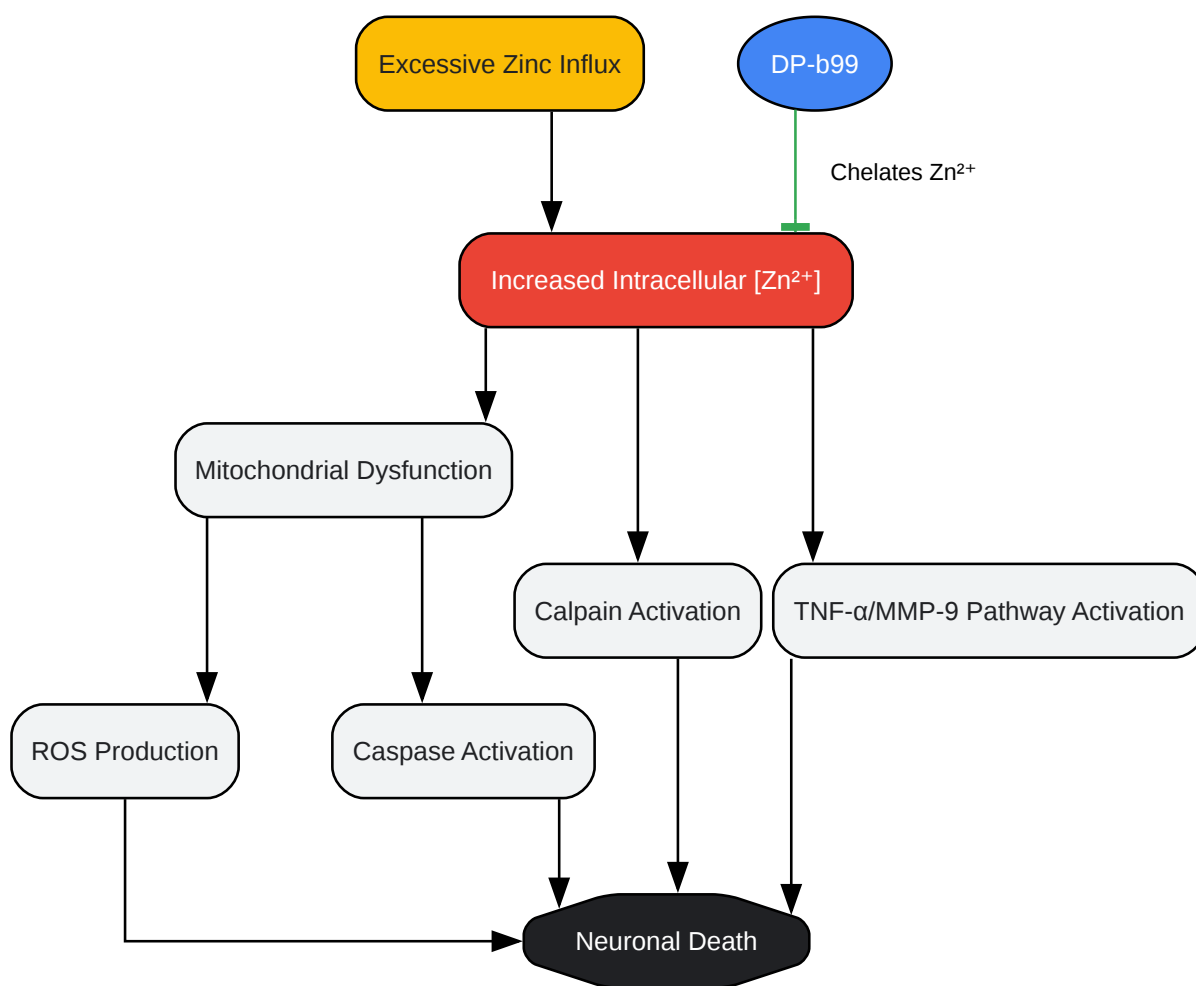 Excessive Zinc Influx
DP-b99
Chelates Zn²⁺
Increased Intracellular [Zn²⁺]
Mitochondrial Dysfunction
Calpain Activation
TNF-α/MMP-9 Pathway Activation
ROS Production
Caspase Activation
Neuronal Death